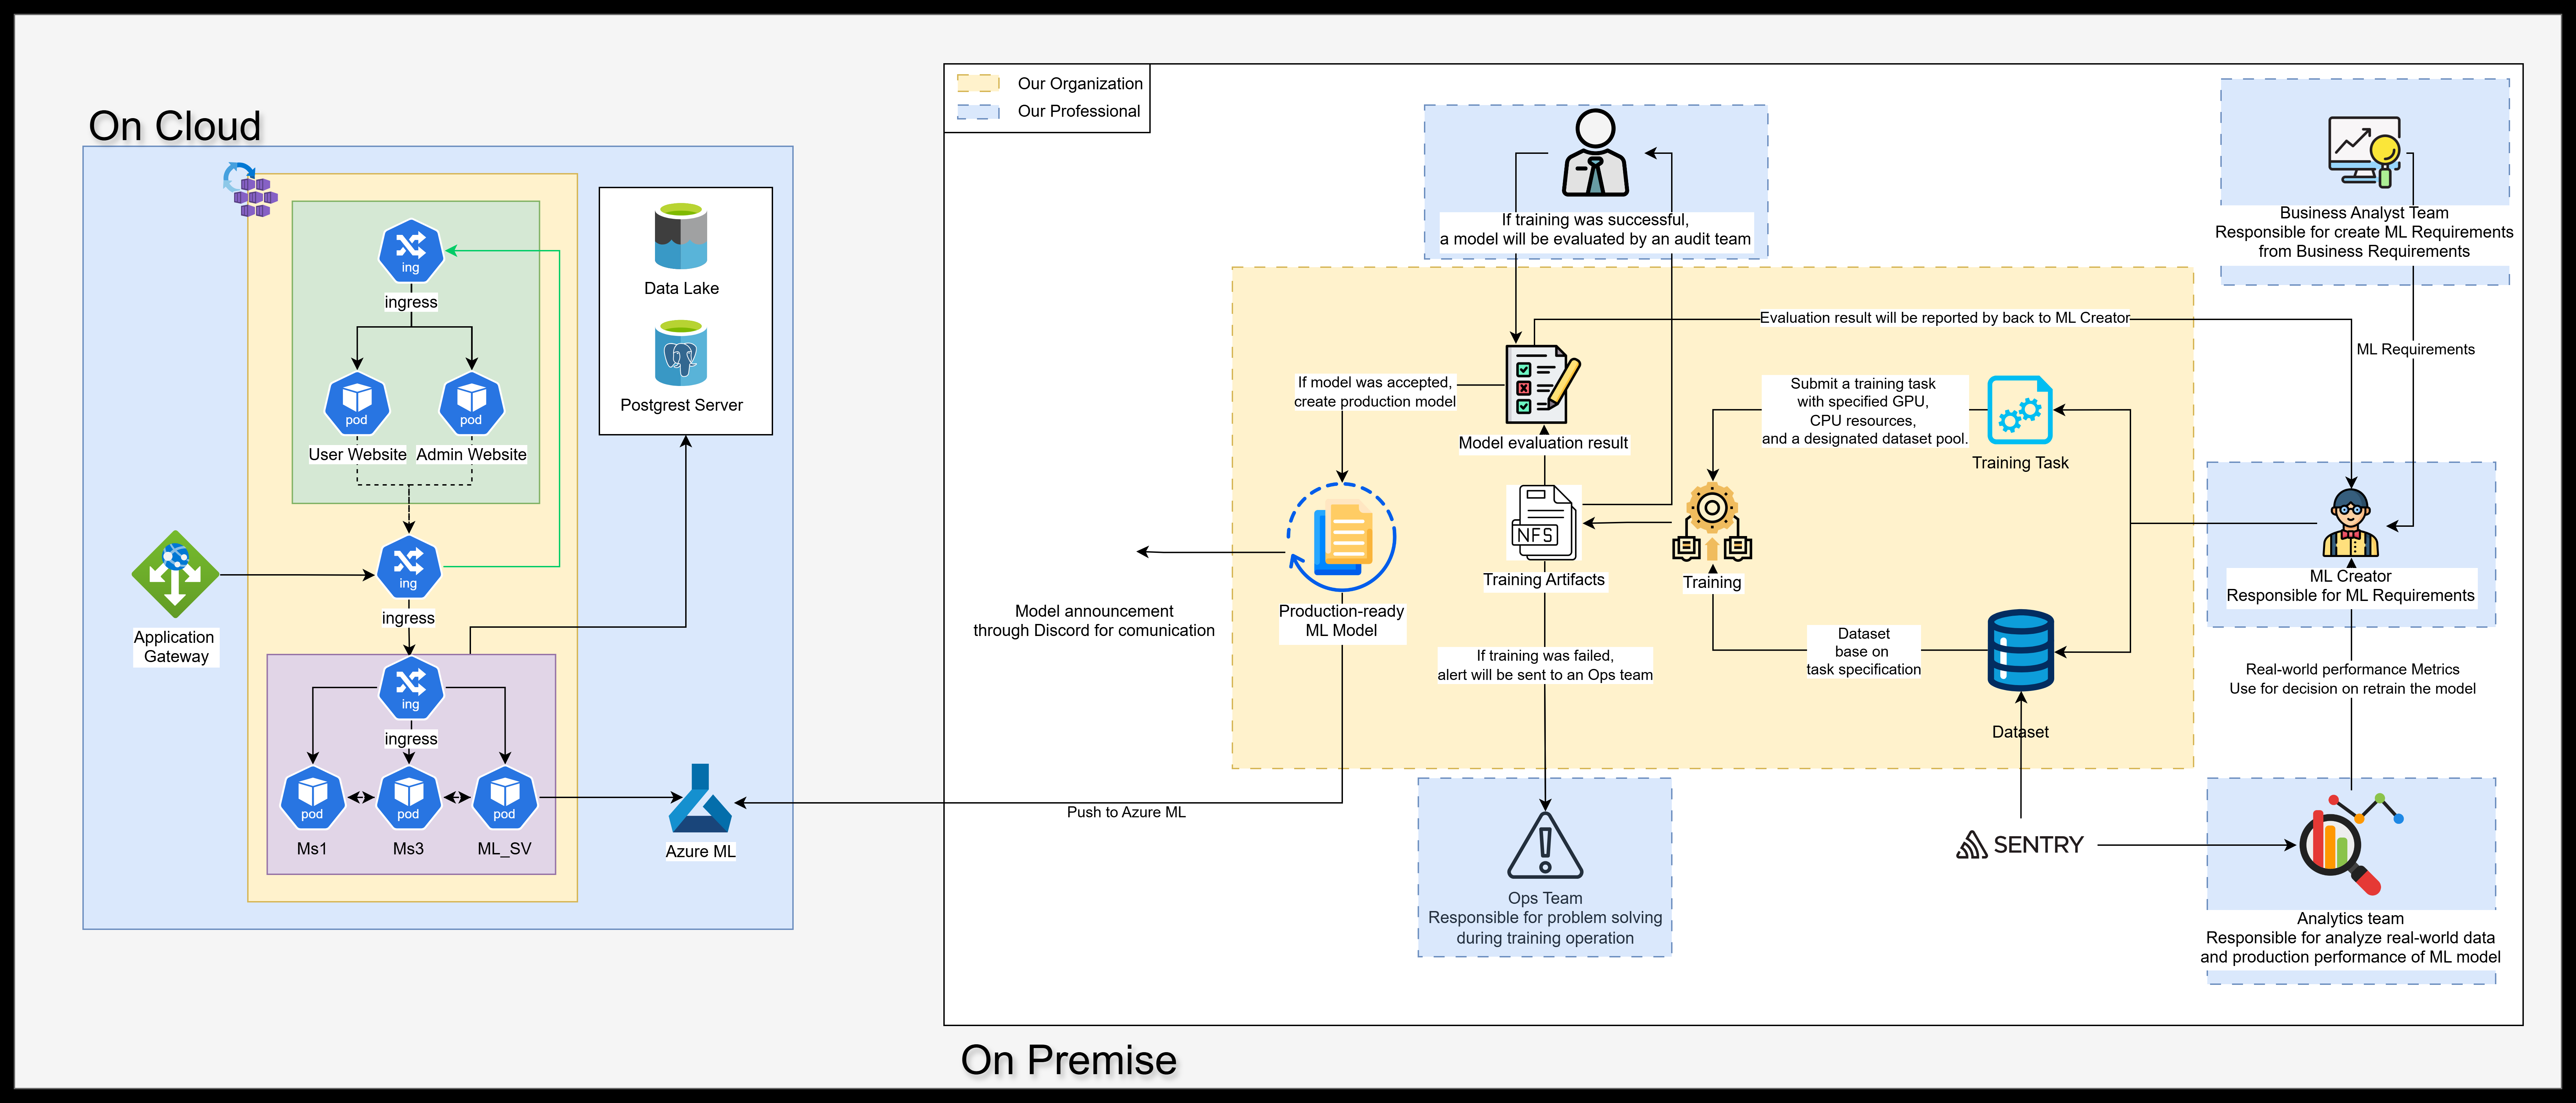 On Cloud
ing
ingress
pod
pod
User Website
Admin Website
ing
ingress
Application
Gateway
ing
ingress
pod
pod
pod
Ms1
Ms3
ML_SV
Data Lake
Postgrest Server
Azure ML
Our Organization
Our Professional
If training was successful,
a model will be evaluated by an audit team
Business Analyst Team
Responsible for create ML Requirements
from Business Requirements
Evaluation result will be reported by back to ML Creator
ML Requirements
If model was accepted,
create production model
Model evaluation result
Submit a training task
with specified GPU,
CPU resources,
and a designated dataset pool.
Training Task
NFS
Training Artifacts
Training
ML Creator
Responsible for ML Requirements
Model announcement
through Discord for comunication
Production-ready
ML Model
If training was failed,
alert will be sent to an Ops team
Dataset
base on
task specification
Dataset
Real-world performance Metrics
Use for decision on retrain the model
Push to Azure ML
SENTRY
Ops Team
Responsible for problem solving
during training operation
Analytics team
Responsible for analyze real-world data
and production performance of ML model
On Premise